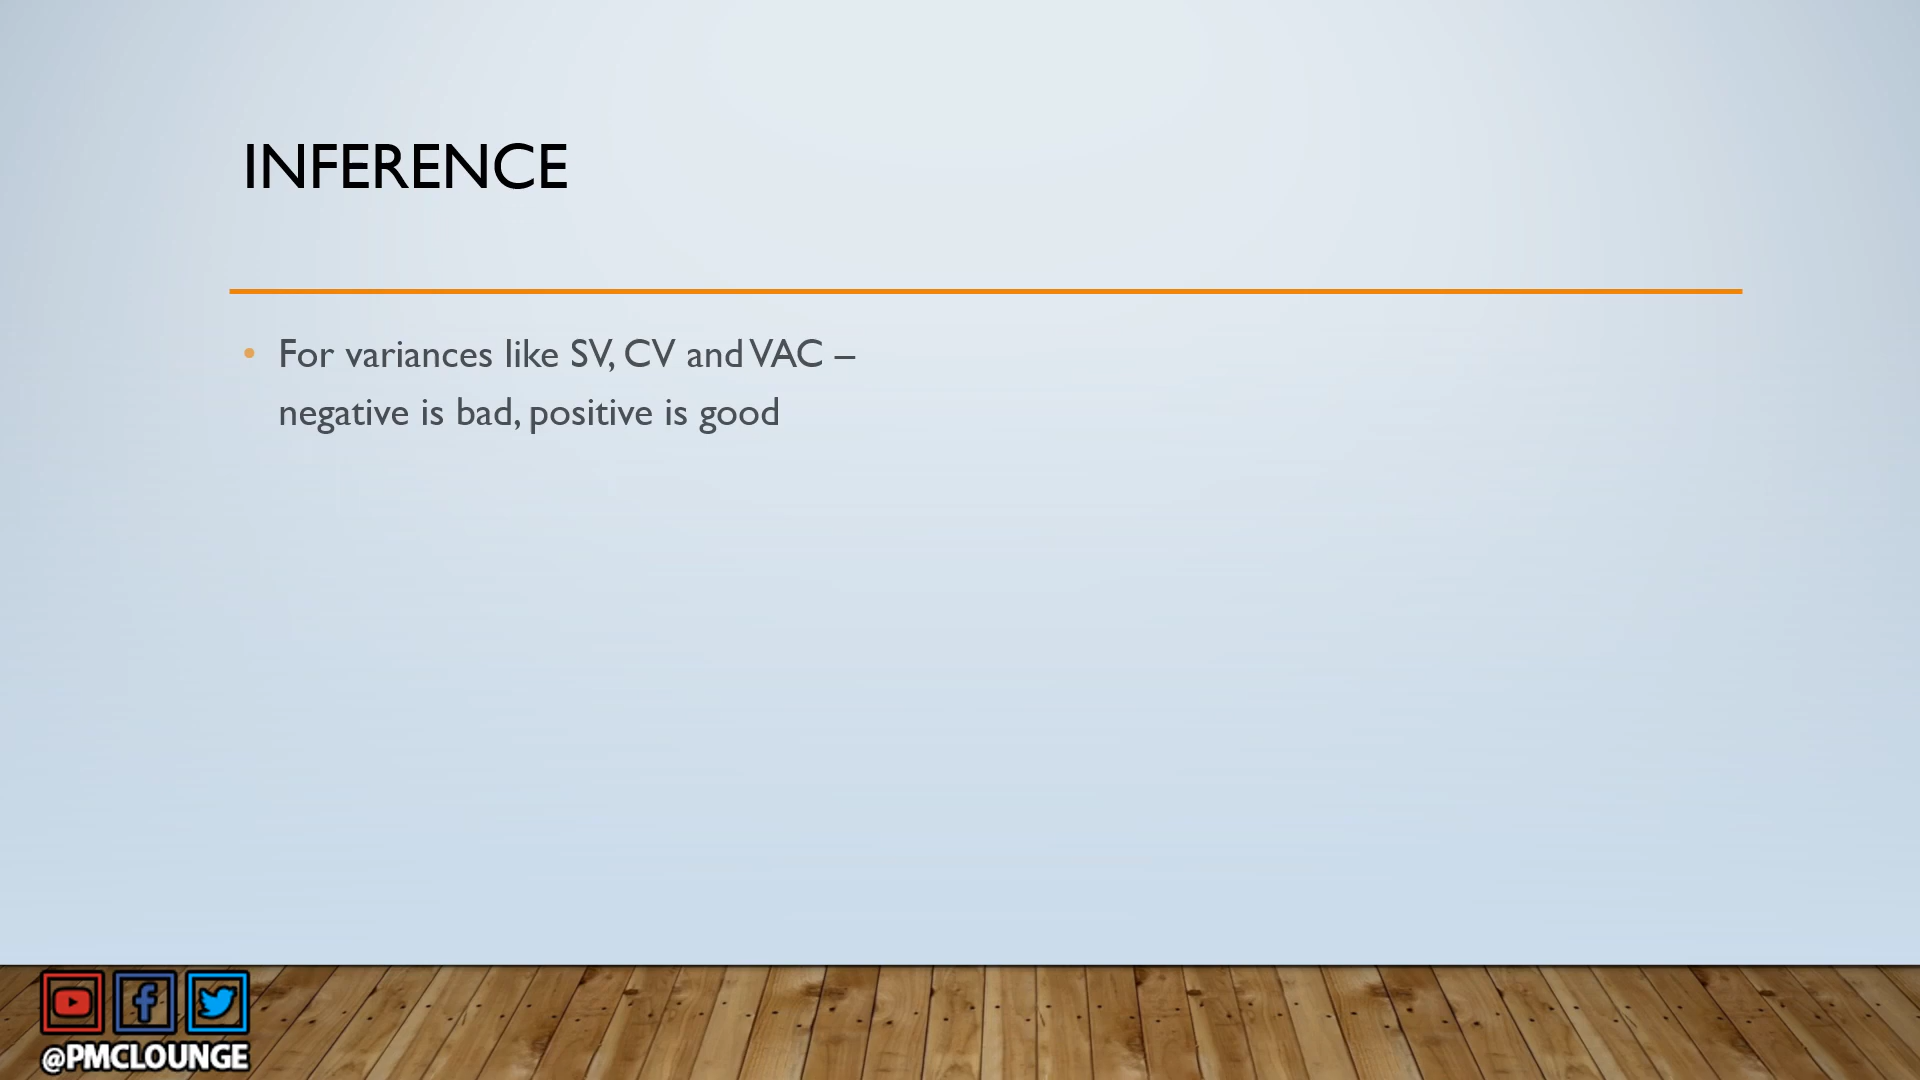 INFERENCE
• For variances like SV, CV and VAC –
negative is bad, positive is good
@PMCLOUNGE